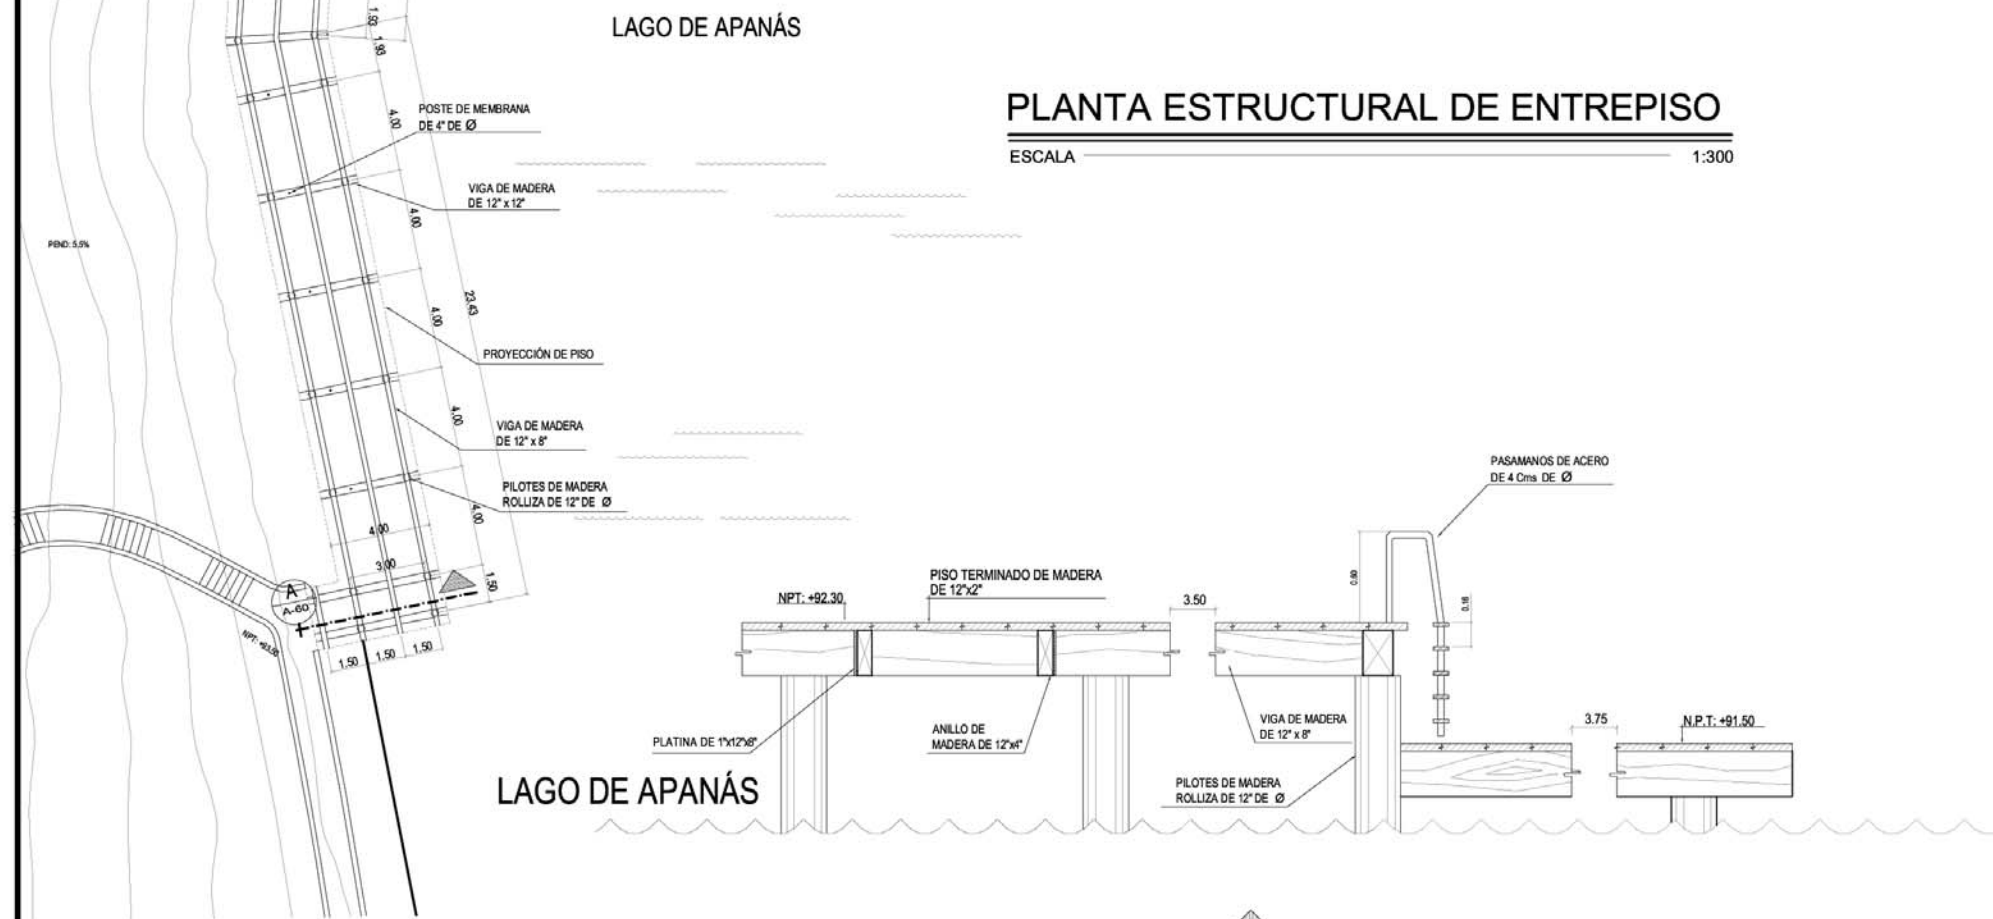 LAGO DE APANÁS
PLANTA ESTRUCTURAL DE ENTREPISO
ESCALA 1:300
1.93
1.93
4.00
POSTE DE MEMBRANA
DE 4" DE Ø
VIGA DE MADERA
DE 12" x 12"
4.00
PEND: 5.5%
4.00
23.43
PROYECCIÓN DE PISO
4.00
VIGA DE MADERA
DE 12" x 8"
PILOTES DE MADERA
ROLLIZA DE 12" DE Ø
4.00
4.00
3.00
1.50
A
A-60
1.50
1.50
1.50
PASAMANOS DE ACERO
DE 4 Cms DE Ø
PISO TERMINADO DE MADERA
DE 12"x2"
NPT: +92.30
3.50
0.80
0.16
PLATINA DE 1"x12"x8"
ANILLO DE
MADERA DE 12"x4"
VIGA DE MADERA
DE 12" x 8"
3.75
N.P.T: +91.50
PILOTES DE MADERA
ROLLIZA DE 12" DE Ø
LAGO DE APANÁS